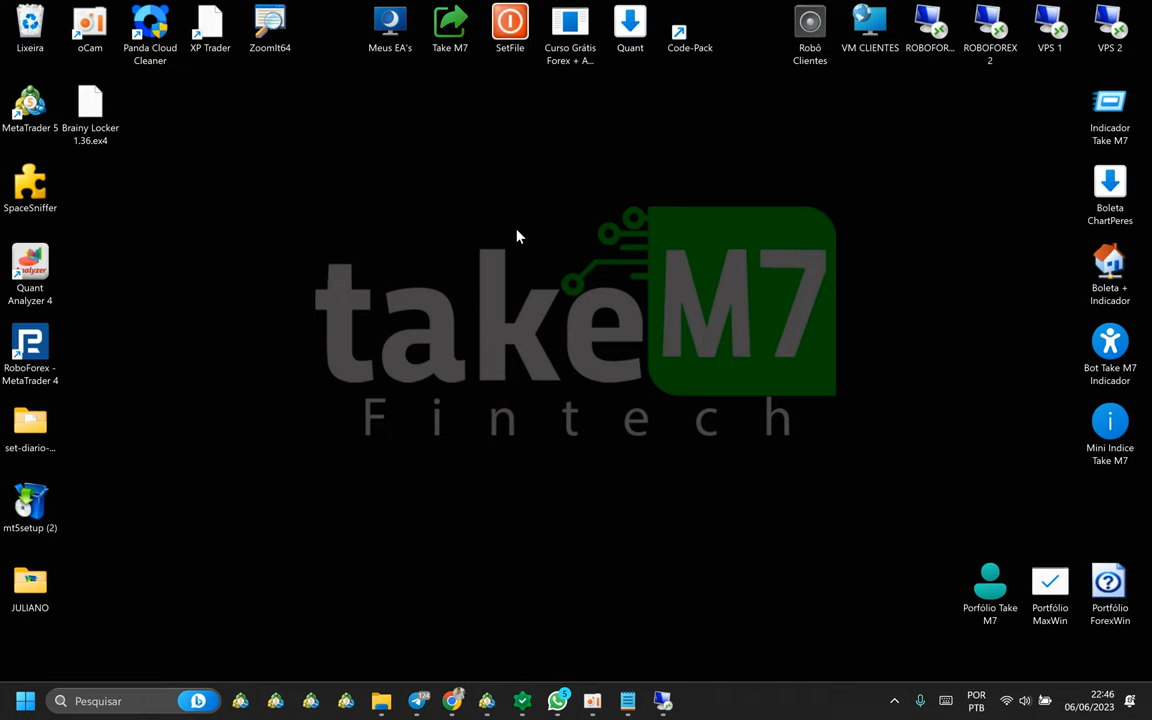 Lixeira
oCam
Panda Cloud
Cleaner
XP Trader
ZoomIt64
Meus EA's
Take M7
SetFile
Curso Grátis
Forex + A...
Quant
Code-Pack
Robô
Clientes
VM CLIENTES
ROBOFOR...
ROBOFOREX
2
VPS 1
VPS 2
MetaTrader 5
Brainy Locker
1.36.ex4
Indicador
Take M7
SpaceSniffer
Boleta
ChartPeres
Analyzer
Quant
Analyzer 4
Boleta +
Indicador
RoboForex -
MetaTrader 4
Bot Take M7
Indicador
takeM7
Fintech
set-diario-...
Mini Indice
Take M7
mt5setup (2)
JULIANO
Porfólio Take
M7
Portfólio
MaxWin
Portfólio
ForexWin
Pesquisar
124
5
POR
PTB
22:46
06/06/2023